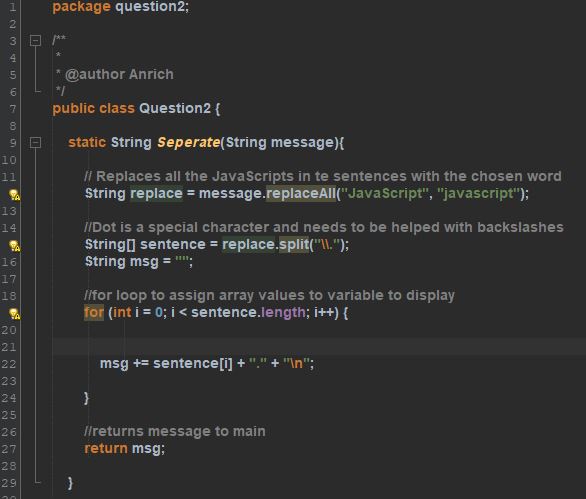 1 package question2;
2
3 /**
4 *
5 * @author Anrich
6 */
7 public class Question2 {
8
9 static String Seperate(String message){
10
11 // Replaces all the JavaScripts in te sentences with the chosen word
String replace = message.replaceAll("JavaScript", "javascript");
13
14 //Dot is a special character and needs to be helped with backslashes
String[] sentence = replace.split("\\.");
16 String msg = "";
17
18 //for loop to assign array values to variable to display
for (int i = 0; i < sentence.length; i++) {
20
21
22 msg += sentence[i] + "." + "\n";
23
24 }
25
26 //returns message to main
27 return msg;
28
29 }